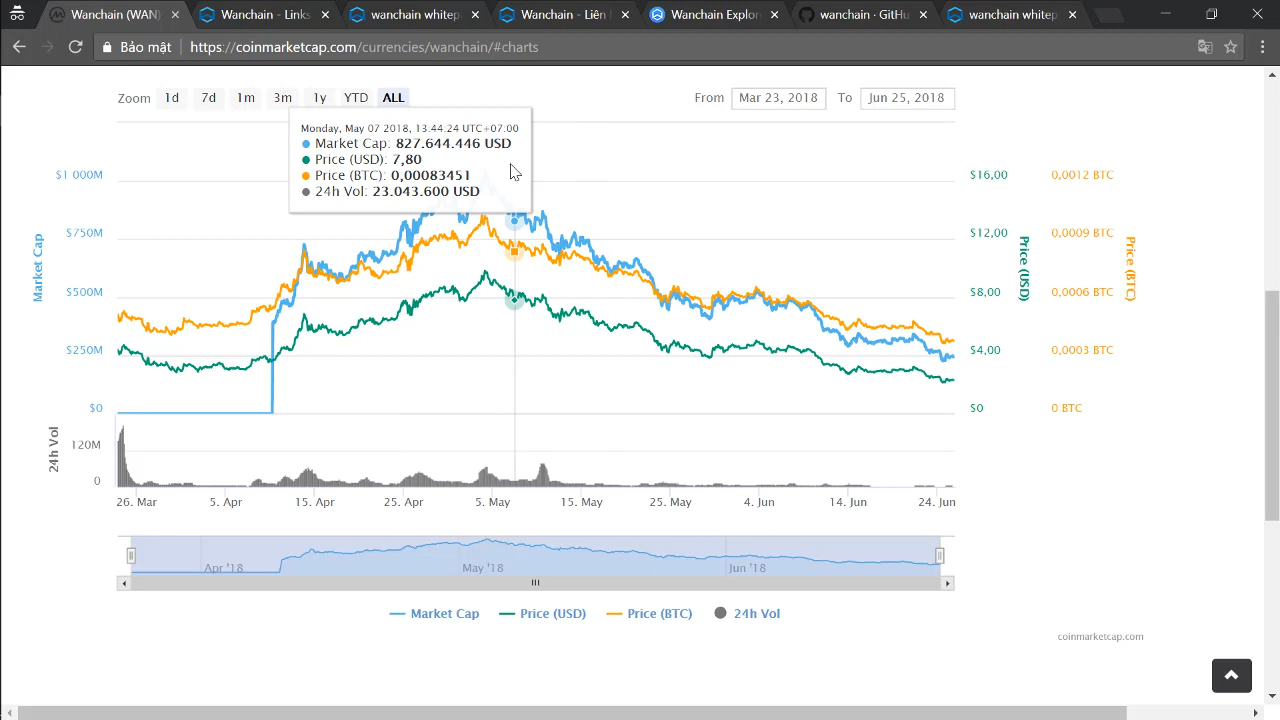 Wanchain (WAN) Wanchain - Links wanchain whitep Wanchain - Liên Wanchain Explor wanchain · GitHu wanchain whitep
Bảo mật https://coinmarketcap.com/currencies/wanchain/#charts
Zoom 1d 7d 1m 3m 1y YTD ALL From Mar 23, 2018 To Jun 25, 2018
Monday, May 07 2018, 13:44.24 UTC+07:00
Market Cap: 827.644.446 USD
Price (USD): 7,80
Price (BTC): 0,00083451
24h Vol: 23.043.600 USD
$1 000M $16,00 0,0012 BTC
$750M $12,00 0,0009 BTC
Market Cap Price (USD) Price (BTC)
$500M $8,00 0,0006 BTC
$250M $4,00 0,0003 BTC
$0 $0 0 BTC
24h Vol
120M
0
26. Mar 5. Apr 15. Apr 25. Apr 5. May 15. May 25. May 4. Jun 14. Jun 24. Jun
Apr '18 May '18 Jun '18
Market Cap Price (USD) Price (BTC) 24h Vol
coinmarketcap.com